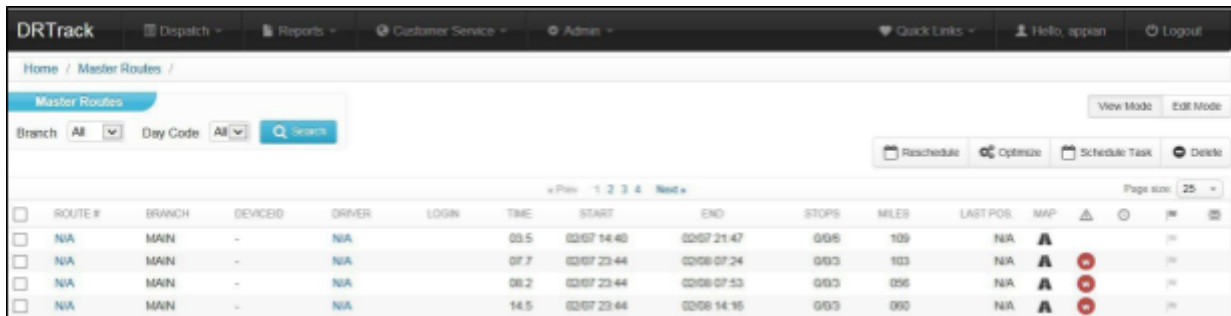 DRTrack Dispatch Reports Customer Service Admin Quick Links Hello, appian Logout
Home / Master Routes /
Master Routes
View Mode Edit Mode
Branch All Day Code All Search
Reschedule Optimize Schedule Task Delete
« Prev 1 2 3 4 Next » Page size: 25
ROUTE # BRANCH DEVICEID DRIVER LOGIN TIME START END STOPS MILES LAST POS. MAP
N/A MAIN - N/A 03.5 02/07 14:40 02/07 21:47 0/0/6 109 N/A
N/A MAIN - N/A 07.7 02/07 23:44 02/08 07:24 0/0/3 103 N/A
N/A MAIN - N/A 08.2 02/07 23:44 02/08 07:53 0/0/3 056 N/A
N/A MAIN - N/A 14.5 02/07 23:44 02/08 14:16 0/0/3 060 N/A